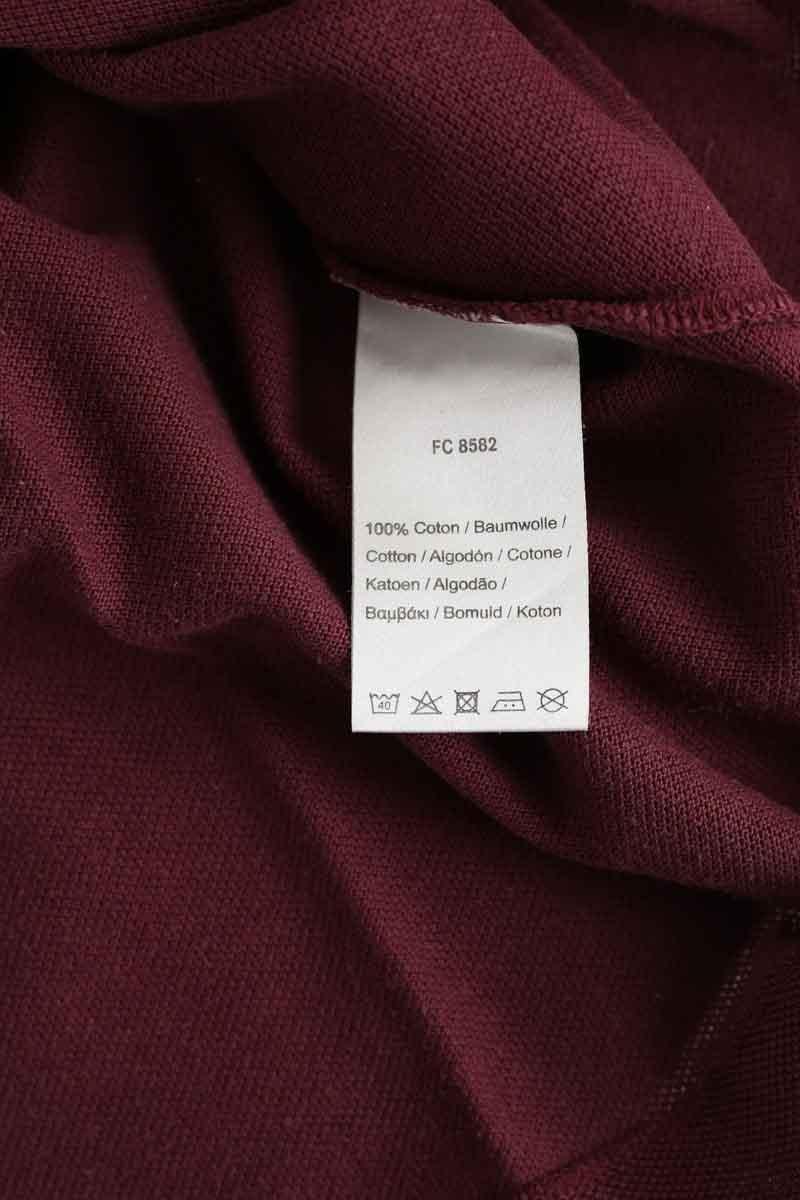 FC 8582
100% Coton / Baumwolle /
Cotton / Algodón / Cotone /
Katoen / Algodão /
Βαμβάκι / Bomuld / Koton
40